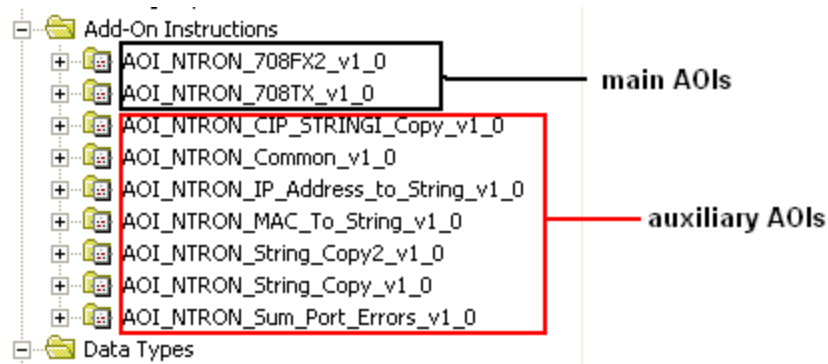 Add-On Instructions
AOI_NTRON_708FX2_v1_0
main AOIs
AOI_NTRON_708TX_v1_0
AOI_NTRON_CIP_STRINGI_Copy_v1_0
AOI_NTRON_Common_v1_0
AOI_NTRON_IP_Address_to_String_v1_0
AOI_NTRON_MAC_To_String_v1_0
auxiliary AOIs
AOI_NTRON_String_Copy2_v1_0
AOI_NTRON_String_Copy_v1_0
AOI_NTRON_Sum_Port_Errors_v1_0
Data Types